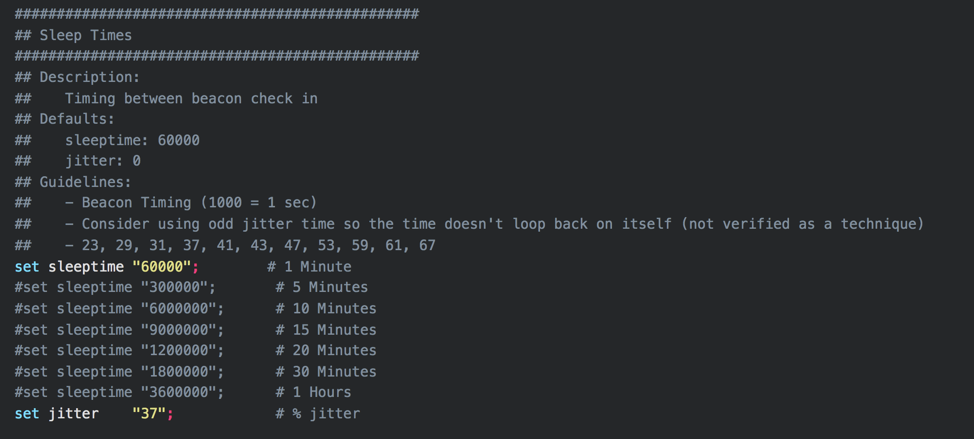 ################################################
## Sleep Times
################################################
## Description:
##    Timing between beacon check in
## Defaults:
##    sleeptime: 60000
##    jitter: 0
## Guidelines:
##    - Beacon Timing (1000 = 1 sec)
##    - Consider using odd jitter time so the time doesn't loop back on itself (not verified as a technique)
##    - 23, 29, 31, 37, 41, 43, 47, 53, 59, 61, 67
set sleeptime "60000";        # 1 Minute
#set sleeptime "300000";       # 5 Minutes
#set sleeptime "6000000";      # 10 Minutes
#set sleeptime "9000000";      # 15 Minutes
#set sleeptime "1200000";      # 20 Minutes
#set sleeptime "1800000";      # 30 Minutes
#set sleeptime "3600000";      # 1 Hours
set jitter    "37";            # % jitter